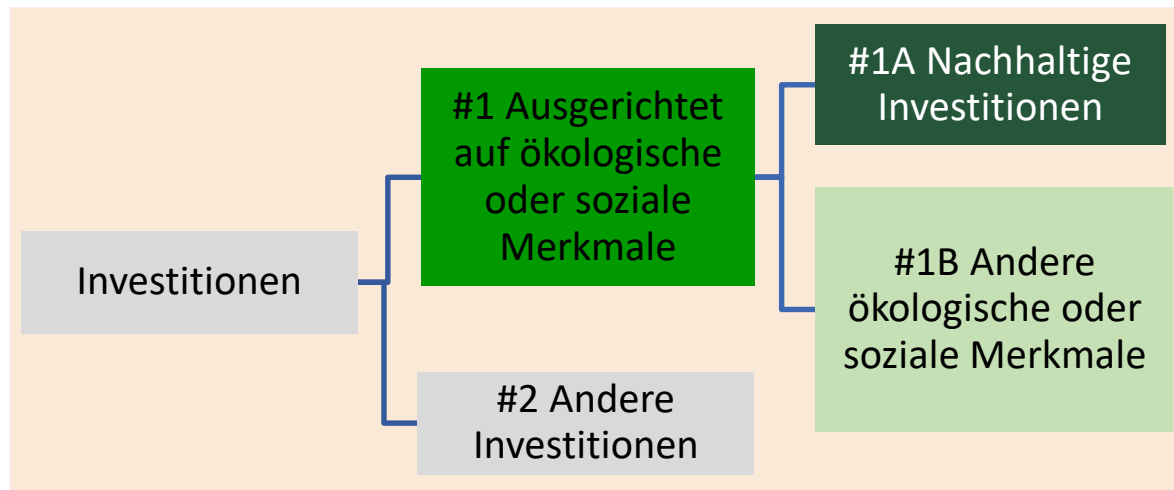 Investitionen
#1 Ausgerichtet
auf ökologische
oder soziale
Merkmale
#2 Andere
Investitionen
#1A Nachhaltige
Investitionen
#1B Andere
ökologische oder
soziale Merkmale